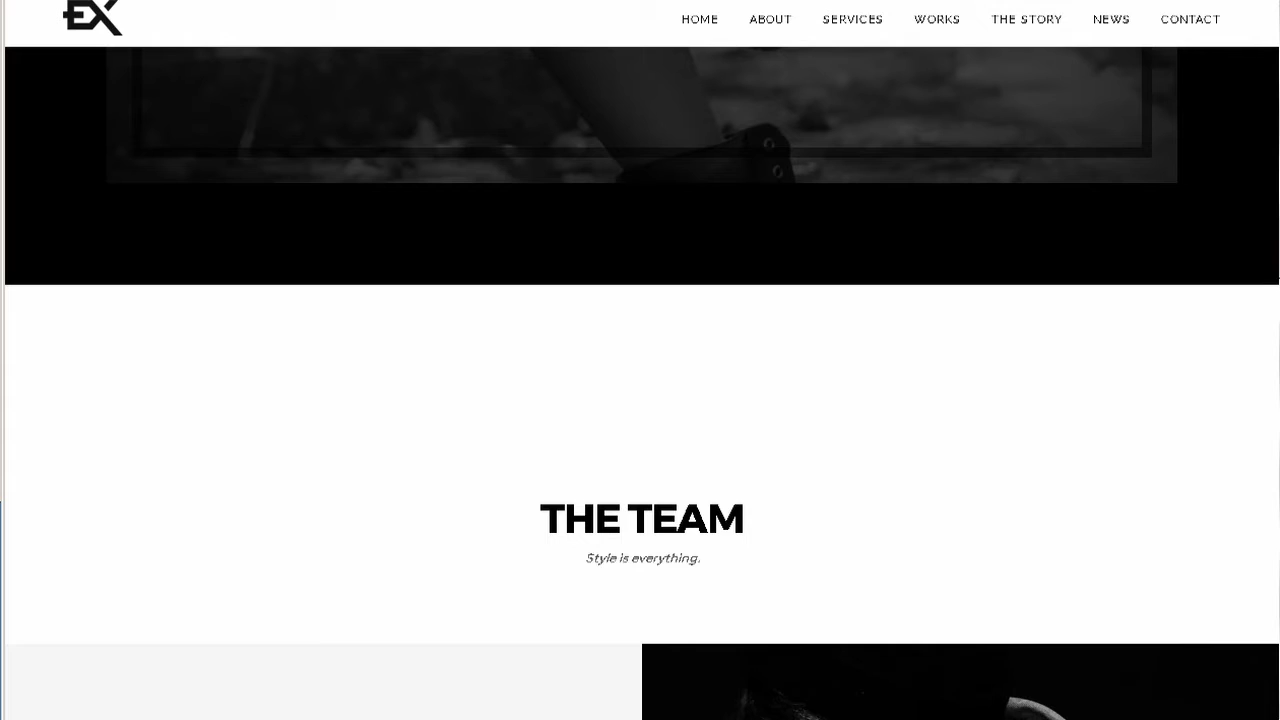 EX
HOME ABOUT SERVICES WORKS THE STORY NEWS CONTACT
THE TEAM
Style is everything.